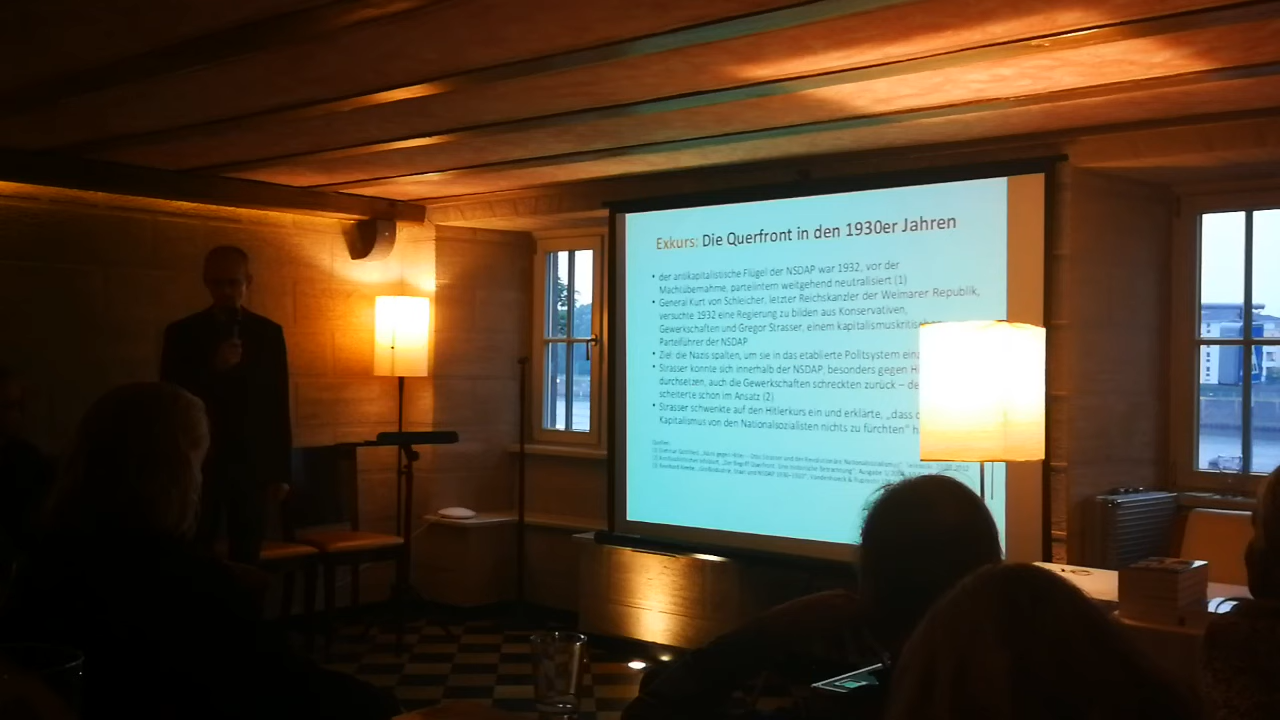 Exkurs: Die Querfront in den 1930er Jahren
• der antikapitalistische Flügel der NSDAP war 1932, vor der
Machtübernahme, parteiintern weitgehend neutralisiert (1)
• General Kurt von Schleicher, letzter Reichskanzler der Weimarer Republik,
versuchte 1932 eine Regierung zu bilden aus Konservativen,
Gewerkschaften und Gregor Strasser, einem
Parteiführer der NSDAP
• Ziel: die Nazis spalten, um sie in das etablierte Politsystem
• Strasser konnte sich innerhalb der NSDAP, besonders gegen
durchsetzen, auch die Gewerkschaften schreckten zurück –
scheiterte schon im Ansatz (2)
• Strasser schwenkte auf den Hitlerkurs ein und erklärte, „dass
Kapitalismus von den Nationalsozialisten nichts zu fürchten"
Quellen: